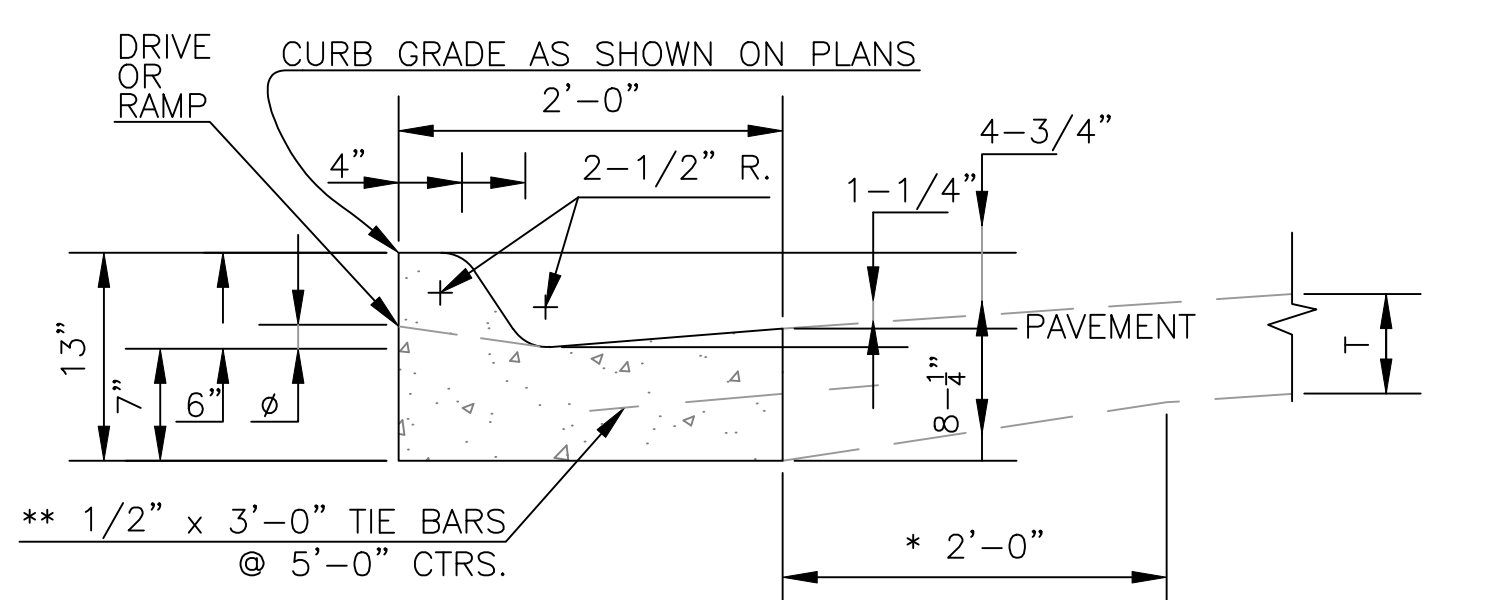 DRIVE
OR
RAMP
CURB GRADE AS SHOWN ON PLANS
2'-0"
4-3/4"
4"
2-1/2" R.
1-1/4"
PAVEMENT
13"
7"
6"
ø
8-1/4"
T
** 1/2" x 3'-0" TIE BARS
@ 5'-0" CTRS.
* 2'-0"